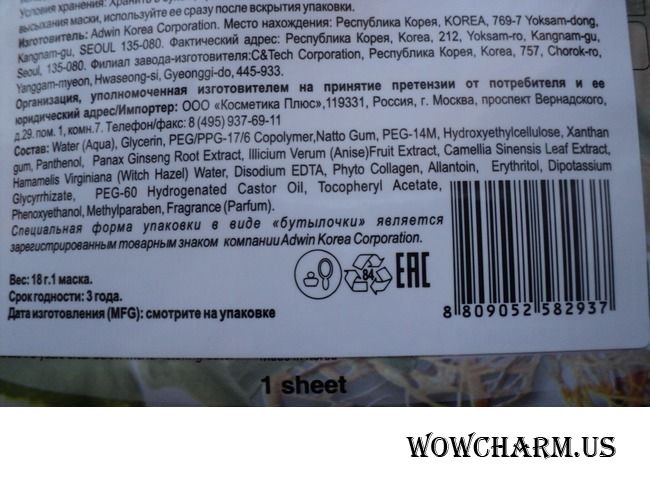 Условия хранения: Хранить в
высыхания маски, используйте ее сразу после вскрытия упаковки.
Изготовитель: Adwin Korea Corporation. Место нахождения: Республика Корея, KOREA, 769-7 Yoksam-dong,
Kangnam-gu, SEOUL 135-080. Фактический адрес: Республика Корея, 212, Yoksam-ro, Kangnam-gu,
Seoul, 135-080. Филиал завода-изготовителя:C&Tech Corporation, Республика Корея, 757, Chorok-ro,
Yanggam-myeon, Hwaseong-si, Gyeonggi-do, 445-933.
Организация, уполномоченная изготовителем на принятие претензии от потребителя и ее
юридический адрес/Импортер: ООО «Косметика Плюс»,119331, Россия, г. Москва, проспект Вернадского,
д.29. пом. 1, комн.7. Телефон/факс: 8 (495) 937-69-11
Состав: Water (Aqua), Glycerin, PEG/PPG-17/6 Copolymer,Natto Gum, PEG-14M, Hydroxyethylcellulose, Xanthan
gum, Panthenol, Panax Ginseng Root Extract, Illicium Verum (Anise)Fruit Extract, Camellia Sinensis Leaf Extract,
Hamamelis Virginiana (Witch Hazel) Water, Disodium EDTA, Phyto Collagen, Allantoin, Erythritol, Dipotassium
Glycyrrhizate, PEG-60 Hydrogenated Castor Oil, Tocopheryl Acetate,
Phenoxyethanol, Methylparaben, Fragrance (Parfum).
Специальная форма упаковки в виде «бутылочки» является
зарегистрированным товарным знаком компании Adwin Korea Corporation.
Вес: 18 г.1 маска.
Срок годности: 3 года.
Дата изготовления (MFG): смотрите на упаковке
84
EAC
8 809052 582937
1 sheet
WOWCHARM.US